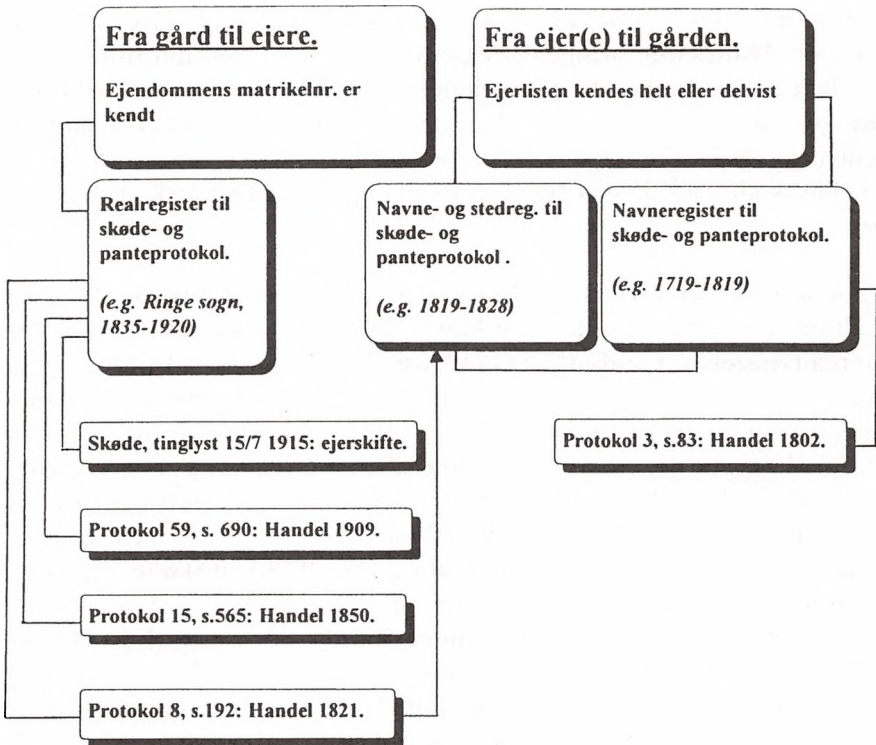 Fra gård til ejere.
Ejendommens matrikelnr. er
kendt
Fra ejer(e) til gården.
Ejerlisten kendes helt eller delvist
Realregister til
skøde- og
panteprotokol.
(e.g. Ringe sogn,
1835-1920)
Navne- og stedreg. til
skøde- og
panteprotokol .
(e.g. 1819-1828)
Navneregister til
skøde- og panteprotokol.
(e.g. 1719-1819)
Skøde, tinglyst 15/7 1915: ejerskifte.
Protokol 3, s.83: Handel 1802.
Protokol 59, s. 690: Handel 1909.
Protokol 15, s.565: Handel 1850.
Protokol 8, s.192: Handel 1821.